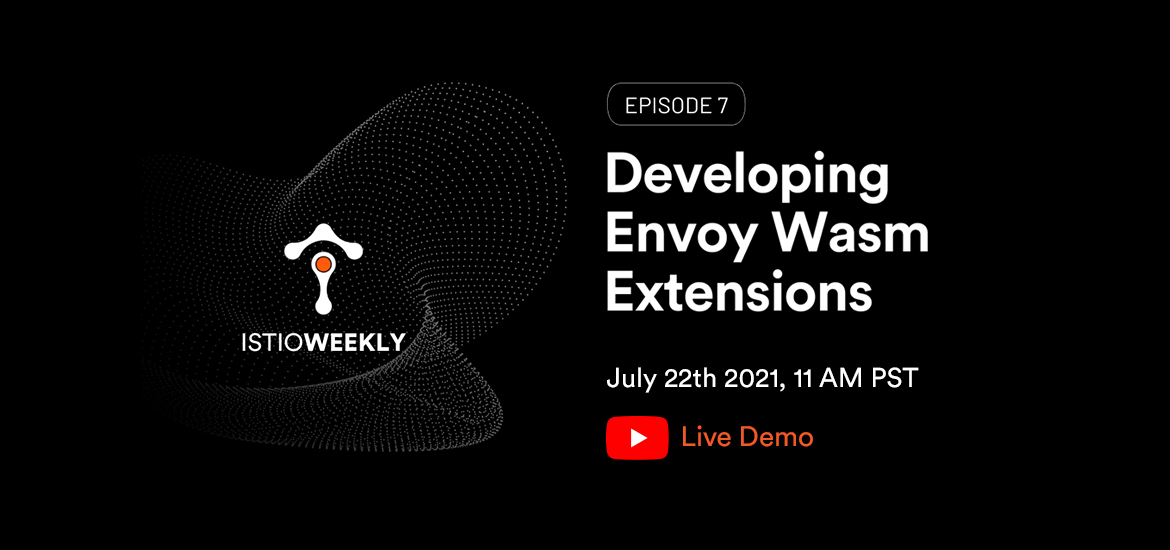 EPISODE 7
Developing
Envoy Wasm
Extensions
ISTIOWEEKLY
July 22th 2021, 11 AM PST
Live Demo